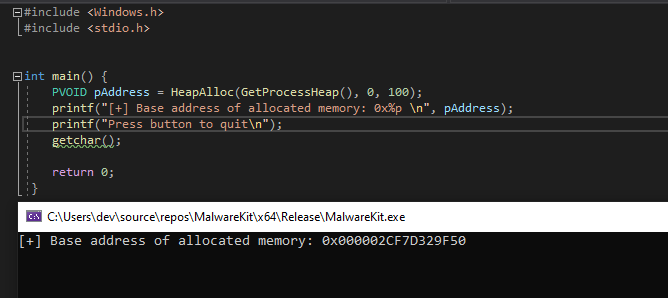 #include <Windows.h>
#include <stdio.h>
int main() {
PVOID pAddress = HeapAlloc(GetProcessHeap(), 0, 100);
printf("[+] Base address of allocated memory: 0x%p \n", pAddress);
printf("Press button to quit\n");
getchar();
return 0;
}
C:\Users\dev\source\repos\MalwareKit\x64\Release\MalwareKit.exe
[+] Base address of allocated memory: 0x000002CF7D329F50